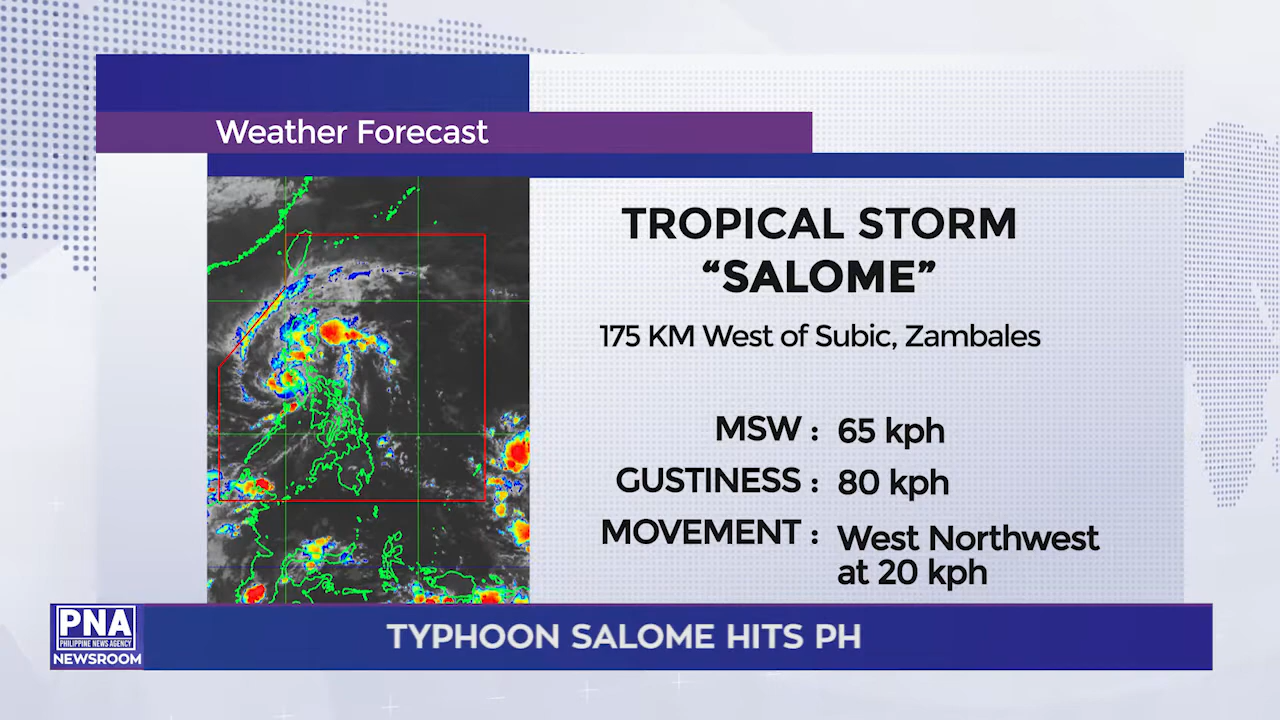 Weather Forecast
TROPICAL STORM
“SALOME”
175 KM West of Subic, Zambales
MSW : 65 kph
GUSTINESS : 80 kph
MOVEMENT : West Northwest
at 20 kph
PNA
PHILIPPINE NEWS AGENCY
NEWSROOM
TYPHOON SALOME HITS PH